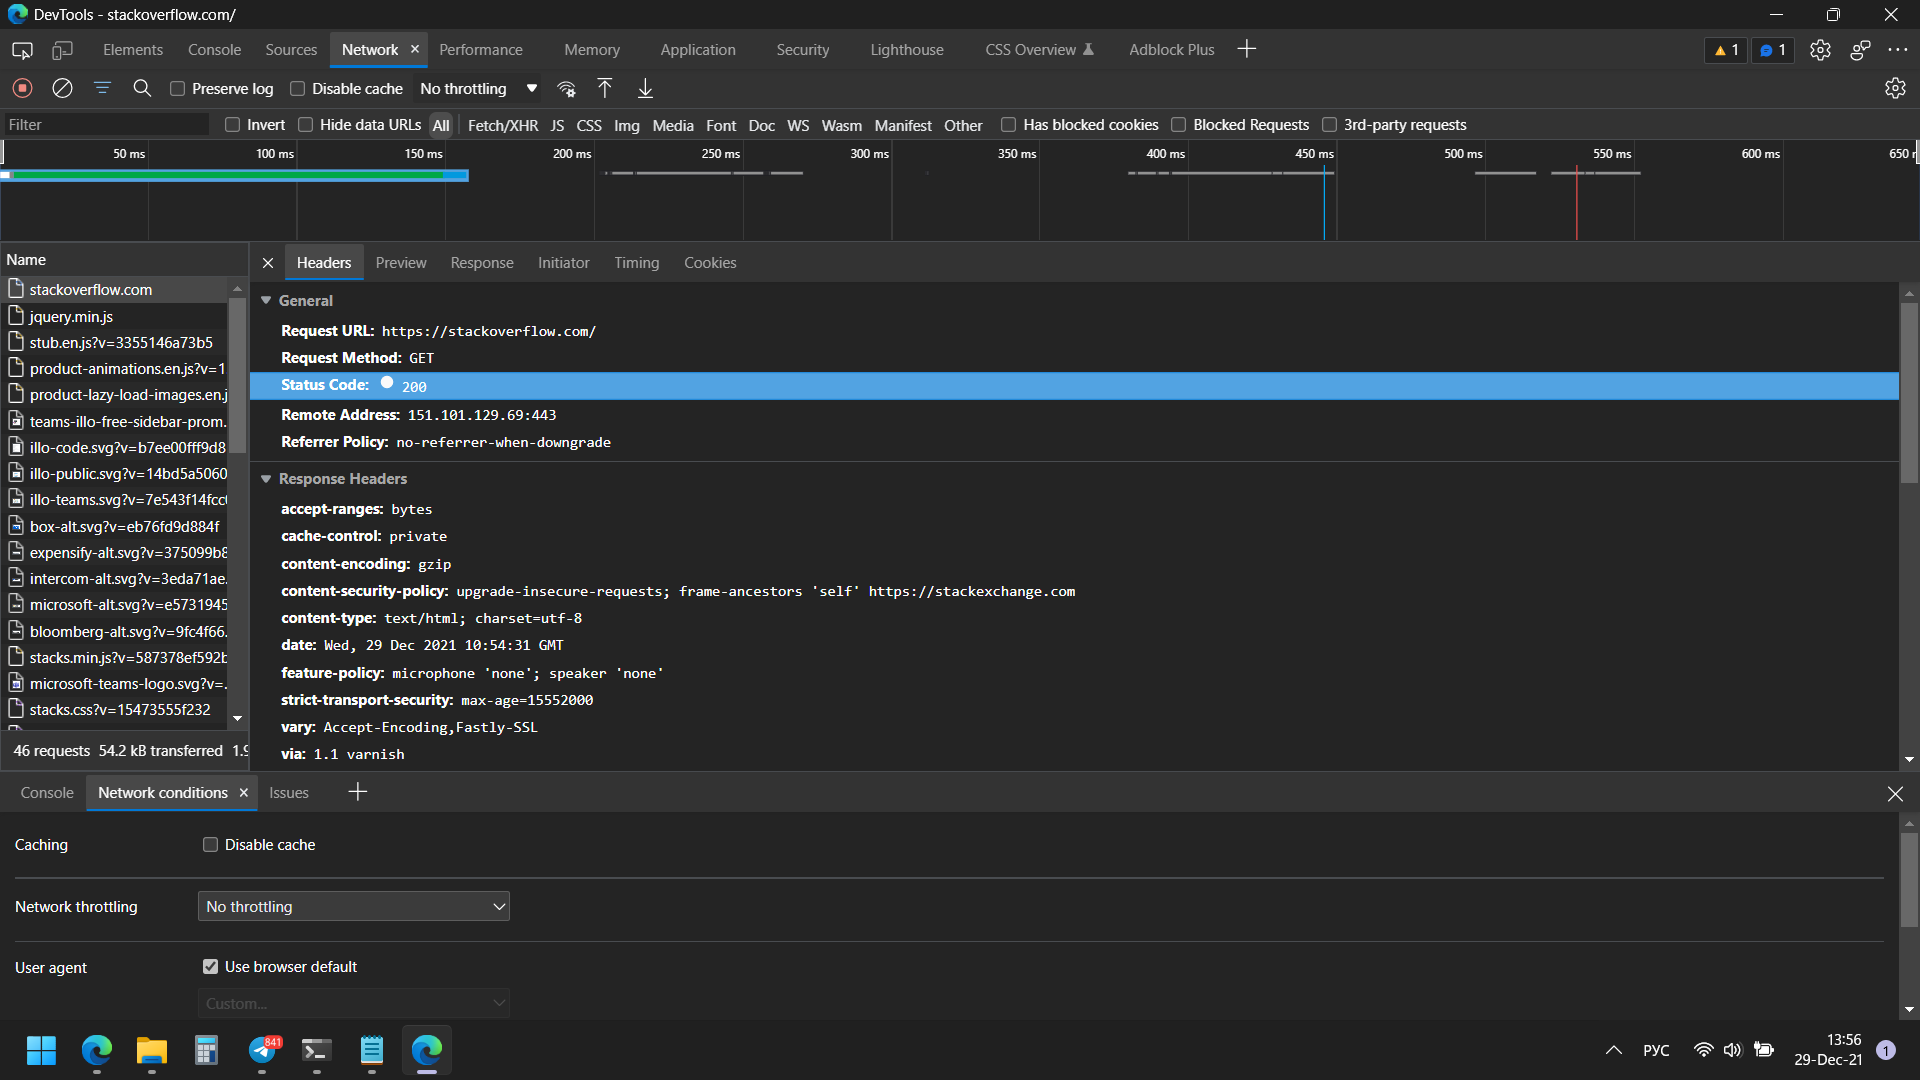 DevTools - stackoverflow.com/
Elements Console Sources Network Performance Memory Application Security Lighthouse CSS Overview Adblock Plus 1 1
Preserve log Disable cache No throttling
Filter Invert Hide data URLs All Fetch/XHR JS CSS Img Media Font Doc WS Wasm Manifest Other Has blocked cookies Blocked Requests 3rd-party requests
50 ms 100 ms 150 ms 200 ms 250 ms 300 ms 350 ms 400 ms 450 ms 500 ms 550 ms 600 ms 650 m
Name
stackoverflow.com
jquery.min.js
stub.en.js?v=3355146a73b5
product-animations.en.js?v=1
product-lazy-load-images.en.j
teams-illo-free-sidebar-prom.
illo-code.svg?v=b7ee00fff9d8
illo-public.svg?v=14bd5a5060
illo-teams.svg?v=7e543f14fcc
box-alt.svg?v=eb76fd9d884f
expensify-alt.svg?v=375099b8
intercom-alt.svg?v=3eda71ae.
microsoft-alt.svg?v=e5731945
bloomberg-alt.svg?v=9fc4f66.
stacks.min.js?v=587378ef592b
microsoft-teams-logo.svg?v=.
stacks.css?v=15473555f232
46 requests 54.2 kB transferred 1.9
Headers Preview Response Initiator Timing Cookies
General
Request URL: https://stackoverflow.com/
Request Method: GET
Status Code: 200
Remote Address: 151.101.129.69:443
Referrer Policy: no-referrer-when-downgrade
Response Headers
accept-ranges: bytes
cache-control: private
content-encoding: gzip
content-security-policy: upgrade-insecure-requests; frame-ancestors 'self' https://stackexchange.com
content-type: text/html; charset=utf-8
date: Wed, 29 Dec 2021 10:54:31 GMT
feature-policy: microphone 'none'; speaker 'none'
strict-transport-security: max-age=15552000
vary: Accept-Encoding,Fastly-SSL
via: 1.1 varnish
Console Network conditions Issues
Caching Disable cache
Network throttling No throttling
User agent Use browser default
Custom...
841
РУС
13:56
29-Dec-21
1